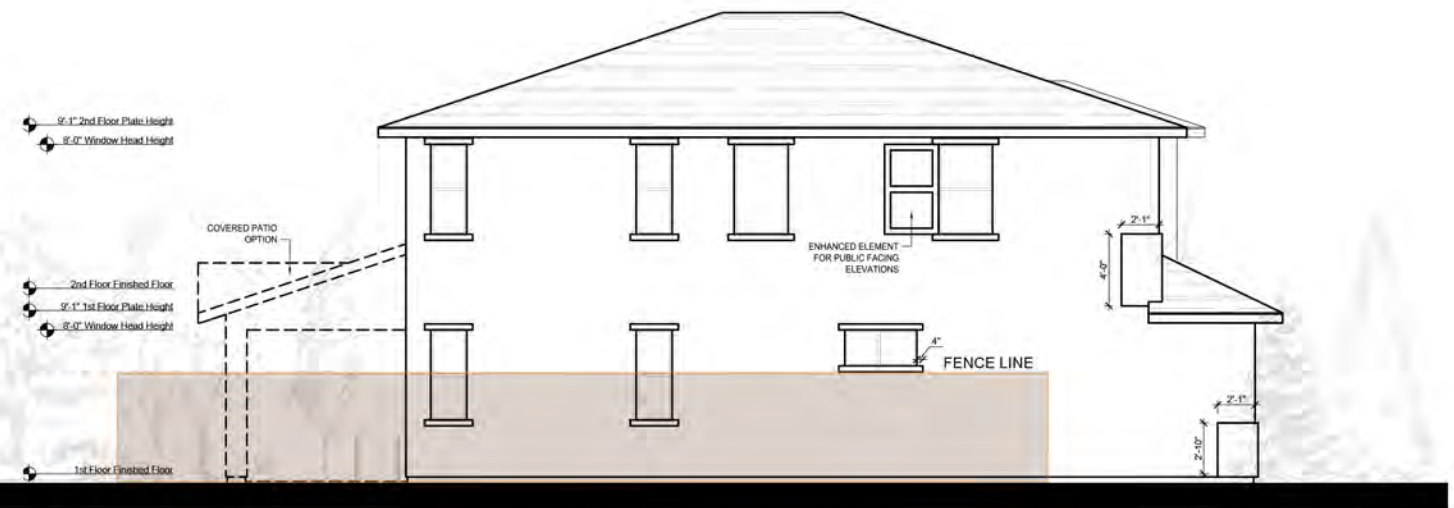 9'-1" 2nd Floor Plate Height
8'-0" Window Head Height
COVERED PATIO
OPTION
2nd Floor Finished Floor
9'-1" 1st Floor Plate Height
8'-0" Window Head Height
1st Floor Finished Floor
ENHANCED ELEMENT
FOR PUBLIC FACING
ELEVATIONS
4"
FENCE LINE
2'-1"
4'-0"
2'-1"
2'-10"